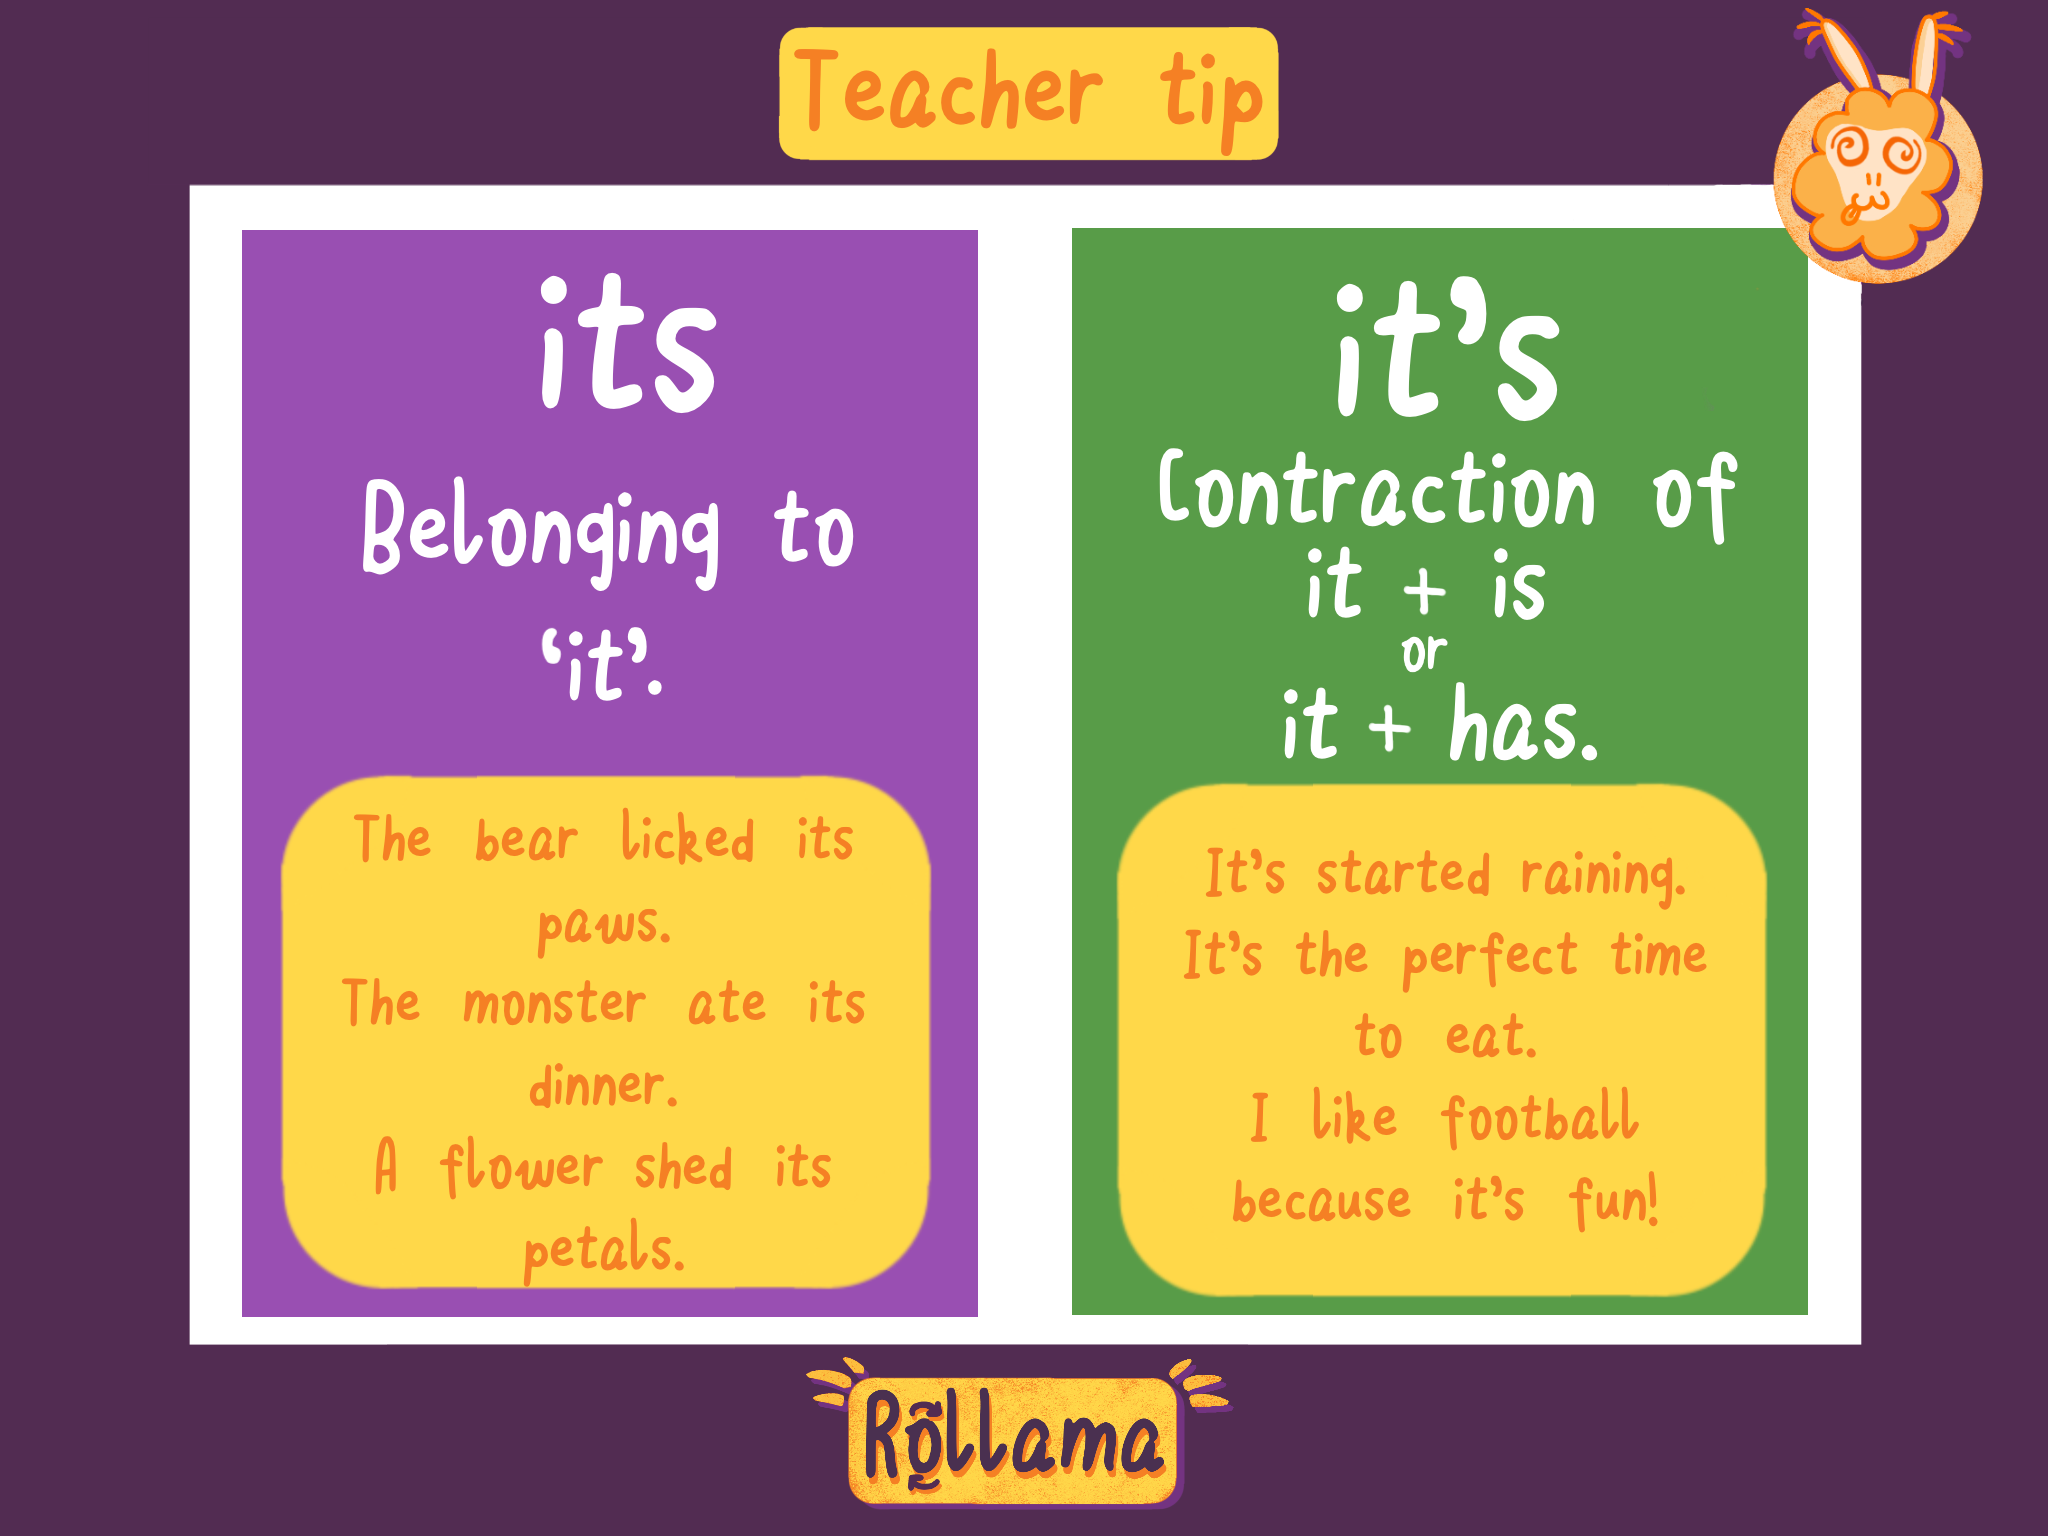 Teacher tip
its
Belonging to
‘it’.
The bear licked its
paws.
The monster ate its
dinner.
A flower shed its
petals.
it’s
Contraction of
it + is
or
it + has.
It’s started raining.
It’s the perfect time
to eat.
I like football
because it’s fun!
Rollama